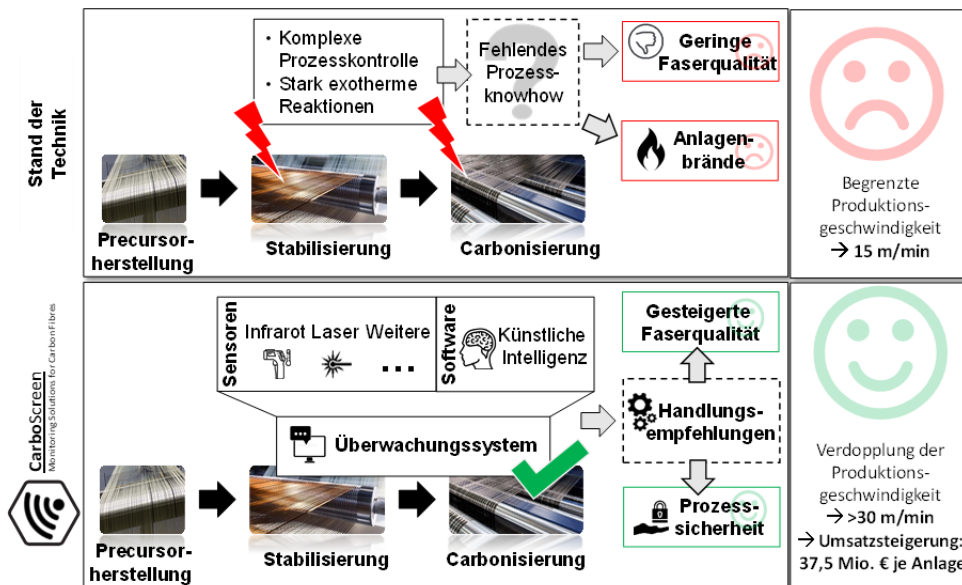 Stand der
Technik
• Komplexe
Prozesskontrolle
• Stark exotherme
Reaktionen
Fehlendes
Prozess-
knowhow
?
Geringe
Faserqualität
Anlagen-
brände
Precursor-
herstellung
Stabilisierung
Carbonisierung
Begrenzte
Produktions-
geschwindigkeit
→ 15 m/min
CarboScreen
Monitoring Solutions for Carbon Fibres
Sensoren
Infrarot Laser Weitere
...
Software
Künstliche
Intelligenz
Überwachungssystem
Gesteigerte
Faserqualität
Handlungs-
empfehlungen
Prozess-
sicherheit
Precursor-
herstellung
Stabilisierung
Carbonisierung
Verdopplung der
Produktions-
geschwindigkeit
→ >30 m/min
→ Umsatzsteigerung:
37,5 Mio. € je Anlage